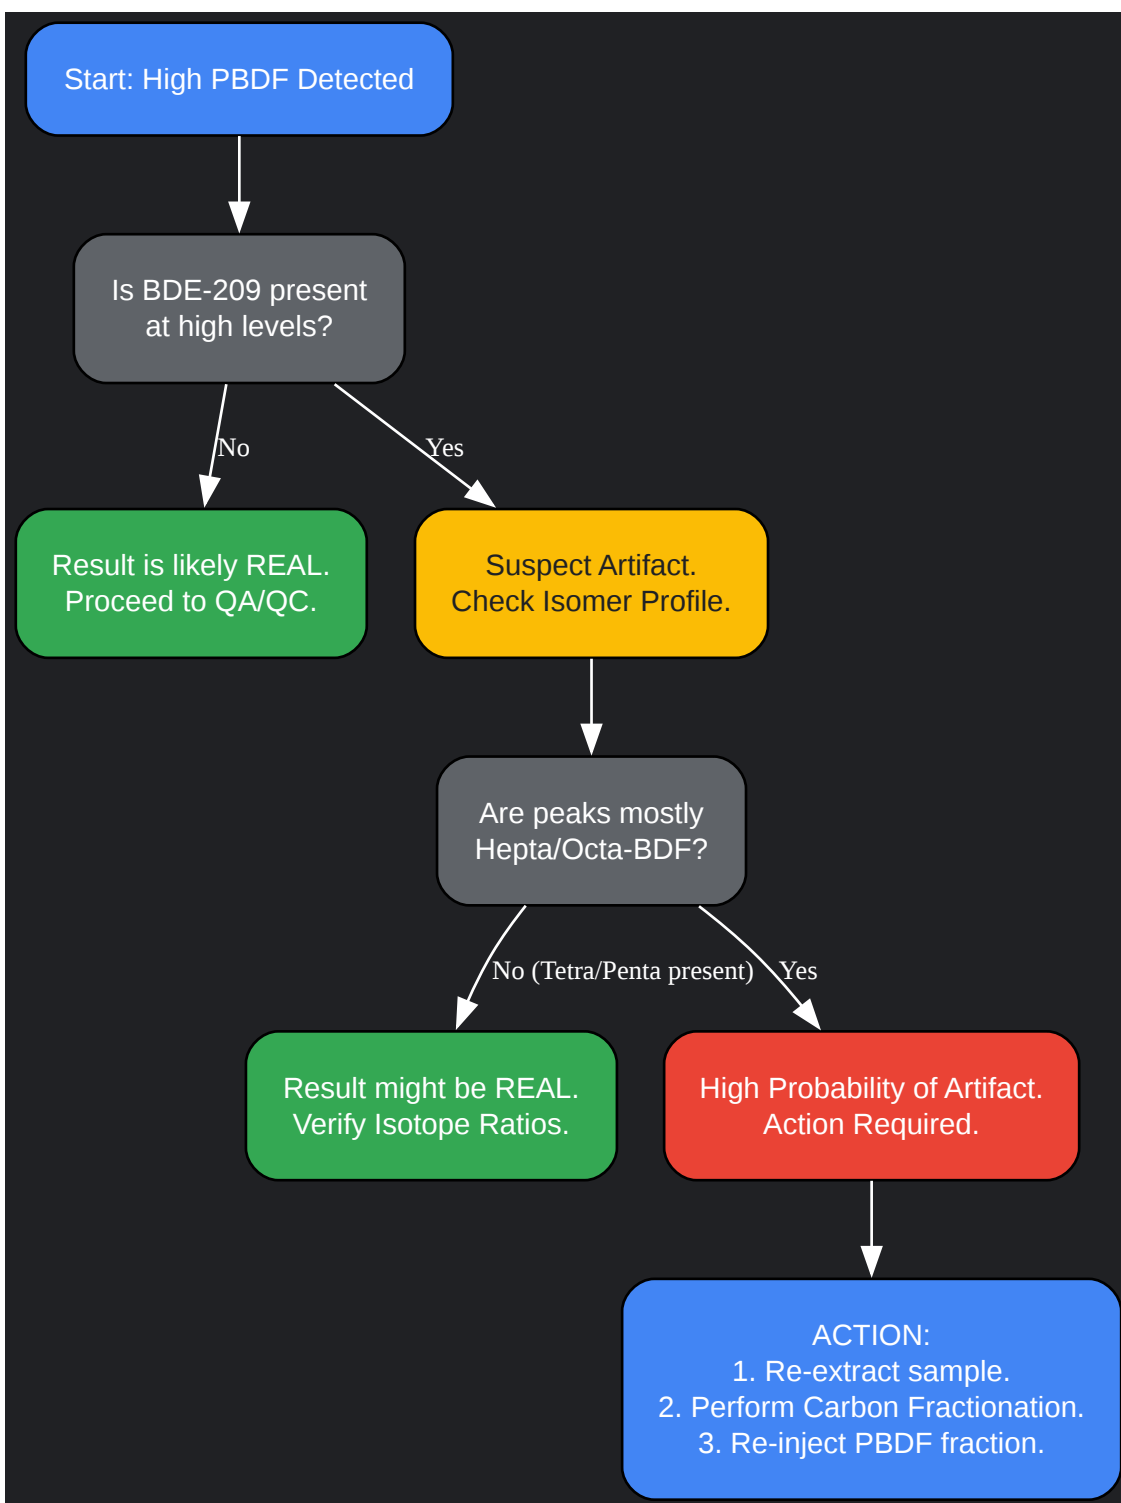 Start: High PBDF Detected
Is BDE-209 present
at high levels?
No
Yes
Result is likely REAL.
Proceed to QA/QC.
Suspect Artifact.
Check Isomer Profile.
Are peaks mostly
Hepta/Octa-BDF?
No (Tetra/Penta present)
Yes
Result might be REAL.
Verify Isotope Ratios.
High Probability of Artifact.
Action Required.
ACTION:
1. Re-extract sample.
2. Perform Carbon Fractionation.
3. Re-inject PBDF fraction.